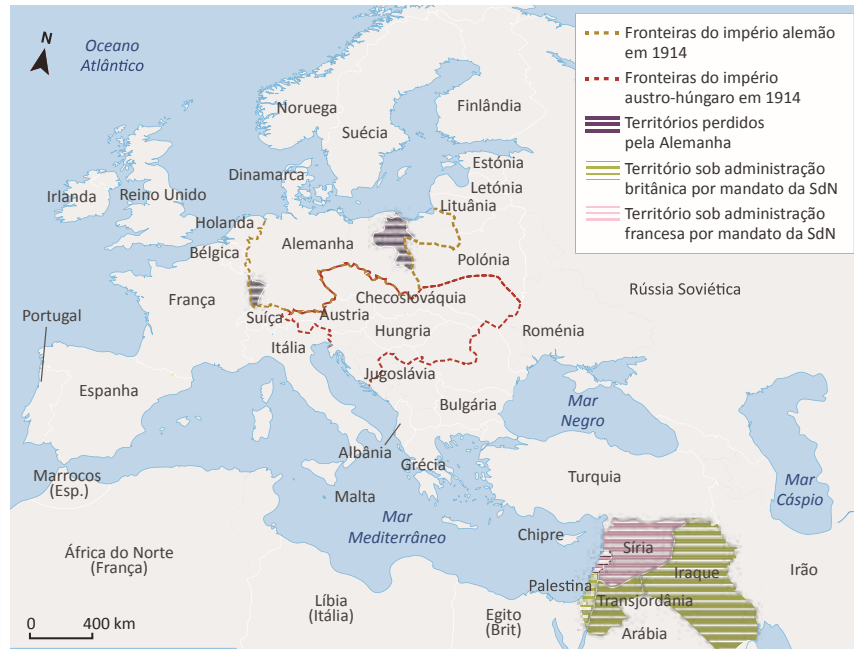 N
Oceano
Atlântico
Fronteiras do império alemão
em 1914
Fronteiras do império
austro-húngaro em 1914
Territórios perdidos
pela Alemanha
Território sob administração
britânica por mandato da SdN
Território sob administração
francesa por mandato da SdN
Noruega
Suécia
Finlândia
Estónia
Letónia
Lituânia
Dinamarca
Irlanda
Reino Unido
Holanda
Bélgica
Alemanha
Polónia
França
Checoslováquia
Rússia Soviética
Portugal
Suíça
Áustria
Hungria
Itália
Roménia
Espanha
Jugoslávia
Bulgária
Mar
Negro
Albânia
Grécia
Turquia
Marrocos
(Esp.)
Malta
Mar
Mediterrâneo
Mar
Cáspio
Chipre
Síria
África do Norte
(França)
Palestina
Iraque
Irão
Transjordânia
Líbia
(Itália)
Egito
(Brit)
Arábia
0
400 km